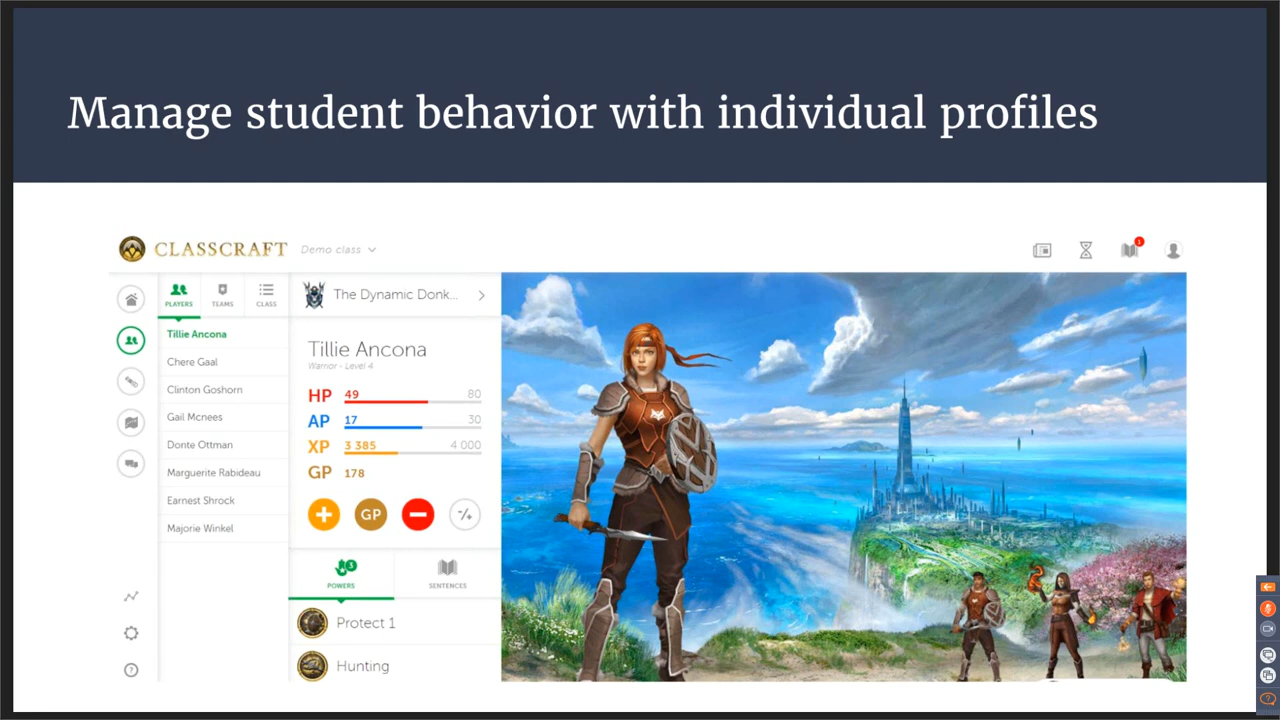 Manage student behavior with individual profiles
CLASSCRAFT Demo class
1
PLAYERS TEAMS CLASS
Tillie Ancona
Chere Gaal
Clinton Goshorn
Gail Mcnees
Donte Ottman
Marguerite Rabideau
Earnest Shrock
Majorie Winkel
The Dynamic Donk...
Tillie Ancona
Warrior - Level 4
HP 49 80
AP 17 30
XP 3 385 4 000
GP 178
+ GP − -/+
3
POWERS SENTENCES
Protect 1
Hunting
?
?